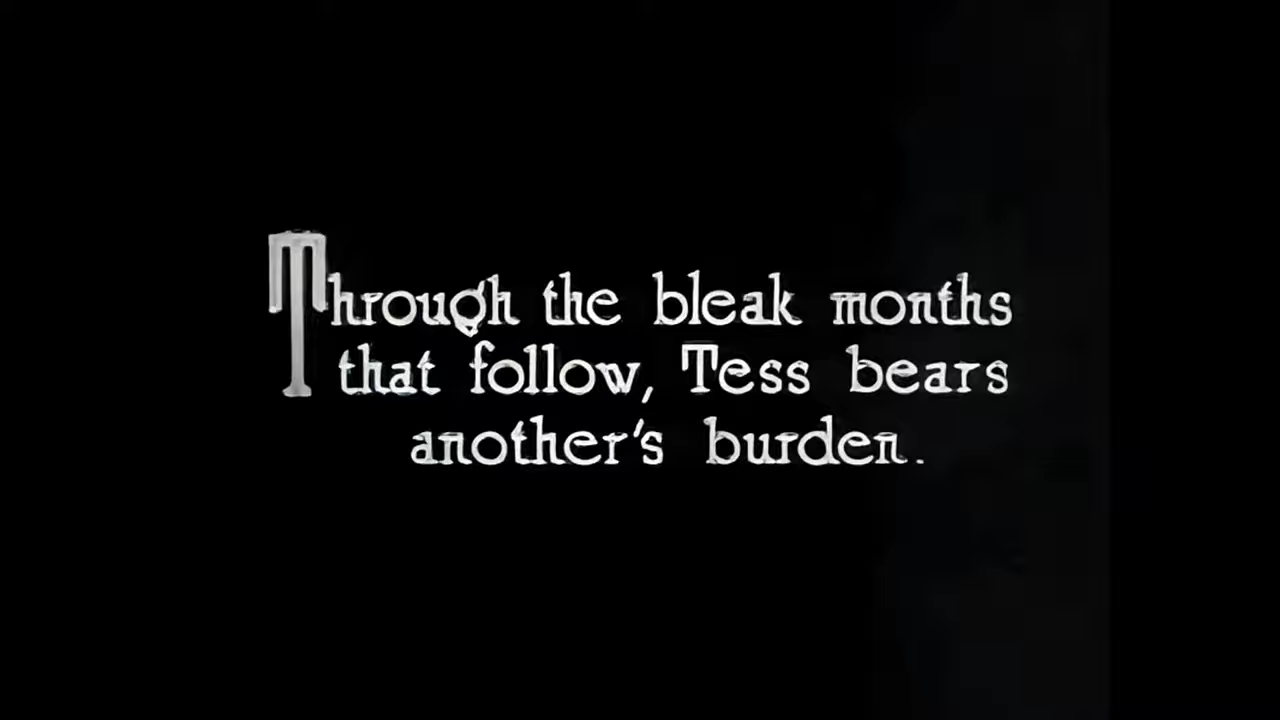 Through the bleak months
that follow, Tess bears
another's burden.